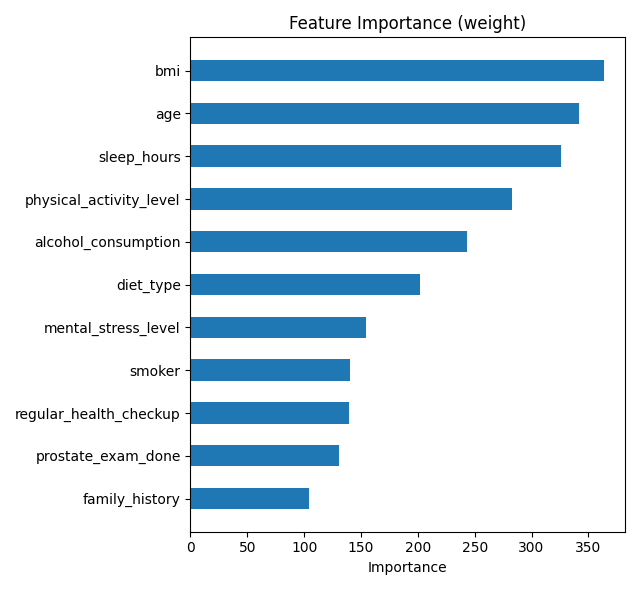 Feature Importance (weight)
bmi
age
sleep_hours
physical_activity_level
alcohol_consumption
diet_type
mental_stress_level
smoker
regular_health_checkup
prostate_exam_done
family_history
0 50 100 150 200 250 300 350
Importance